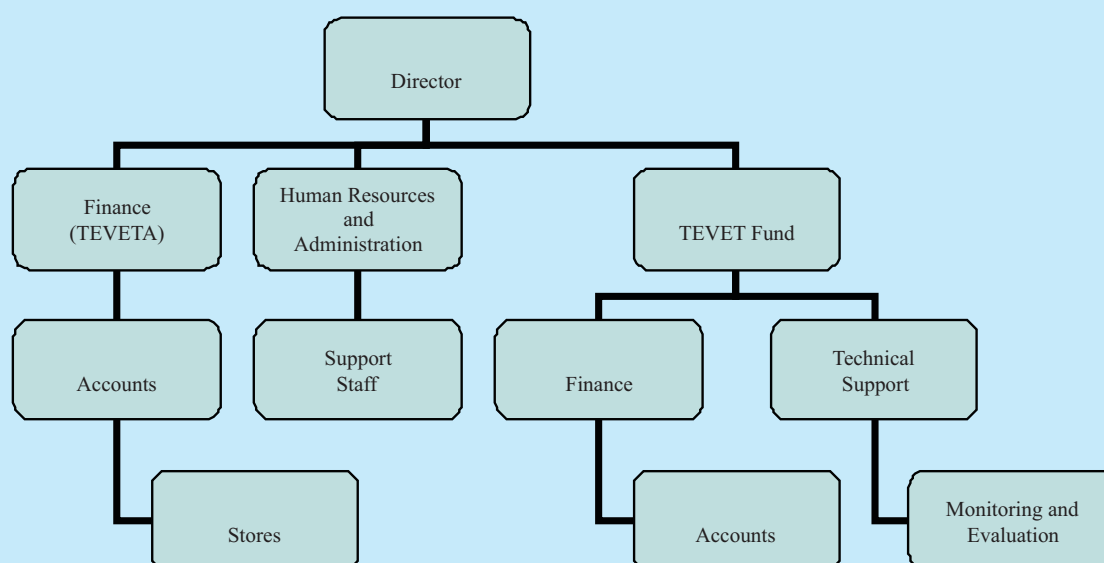 Director
Finance
(TEVETA)
Human Resources
and
Administration
TEVET Fund
Accounts
Support
Staff
Finance
Technical
Support
Stores
Accounts
Monitoring and
Evaluation